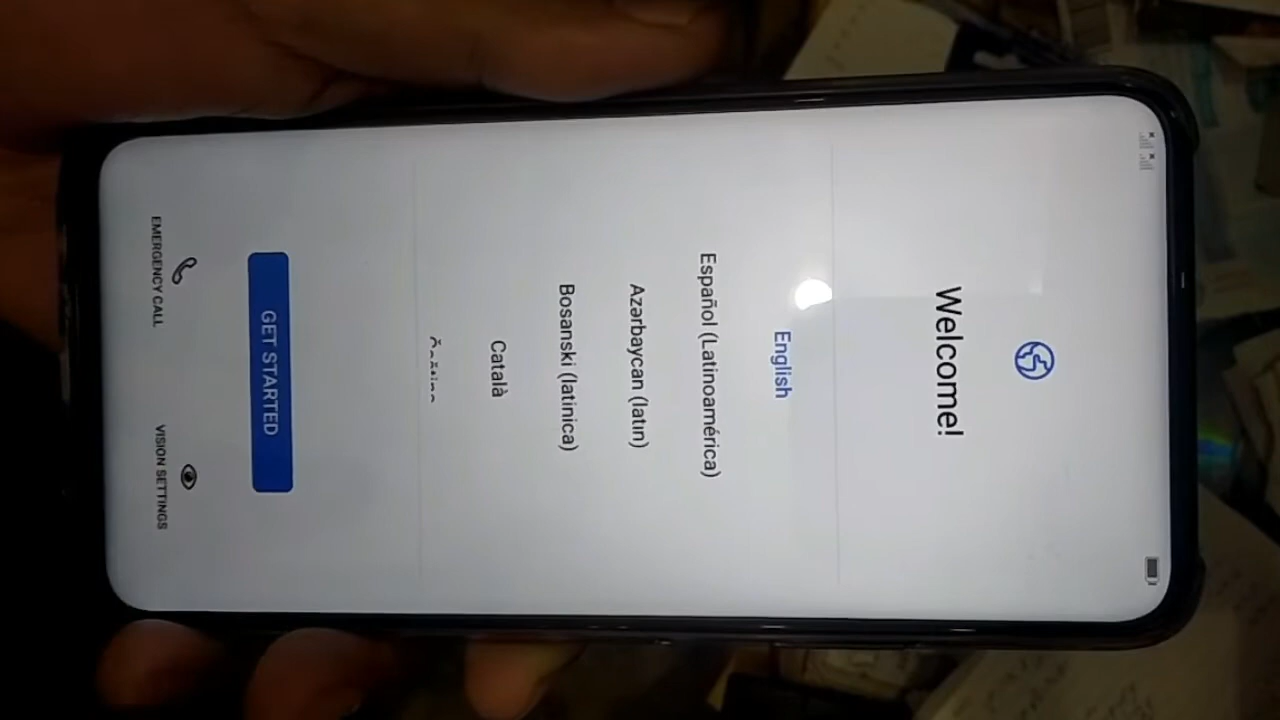 Welcome!
English
Español (Latinoamérica)
Azərbaycan (latın)
Bosanski (latinica)
Català
GET STARTED
EMERGENCY CALL
VISION SETTINGS